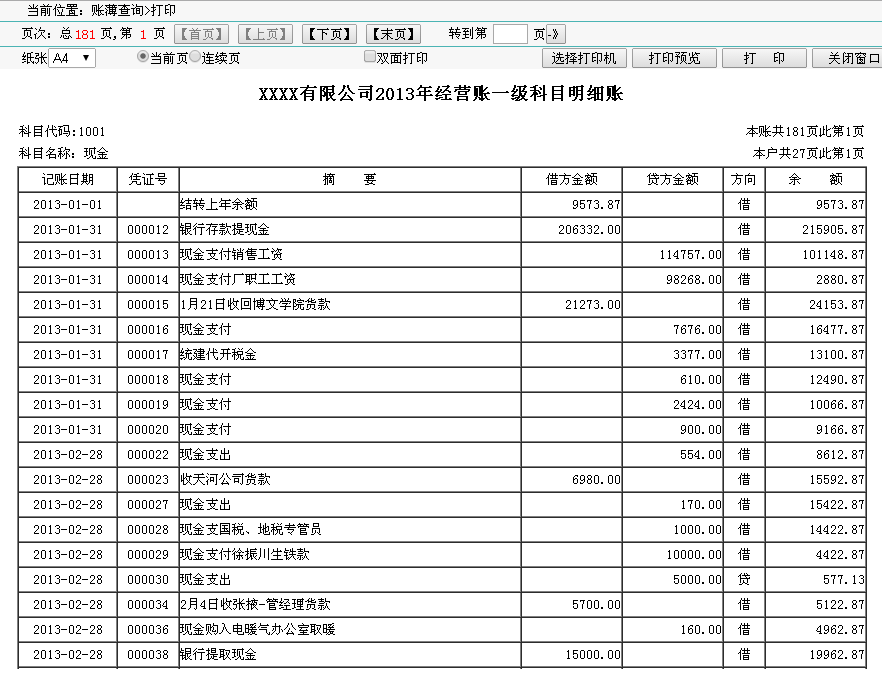 当前位置：账薄查询>打印
页次：总181页,第 1 页 【首页】 【上页】 【下页】 【末页】 转到第 页 -》
纸张 A4 当前页 连续页 双面打印 选择打印机 打印预览 打 印 关闭窗口
XXXX有限公司2013年经营账一级科目明细账
科目代码:1001 本账共181页此第1页
科目名称：现金 本户共27页此第1页
记账日期 凭证号 摘 要 借方金额 贷方金额 方向 余 额
2013-01-01 结转上年余额 9573.87 借 9573.87
2013-01-31 000012 银行存款提现金 206332.00 借 215905.87
2013-01-31 000013 现金支付销售工资 114757.00 借 101148.87
2013-01-31 000014 现金支付厂职工工资 98268.00 借 2880.87
2013-01-31 000015 1月21日收回博文学院货款 21273.00 借 24153.87
2013-01-31 000016 现金支付 7676.00 借 16477.87
2013-01-31 000017 统建代开税金 3377.00 借 13100.87
2013-01-31 000018 现金支付 610.00 借 12490.87
2013-01-31 000019 现金支付 2424.00 借 10066.87
2013-01-31 000020 现金支付 900.00 借 9166.87
2013-02-28 000022 现金支出 554.00 借 8612.87
2013-02-28 000023 收天河公司货款 6980.00 借 15592.87
2013-02-28 000027 现金支出 170.00 借 15422.87
2013-02-28 000028 现金支国税、地税专管员 1000.00 借 14422.87
2013-02-28 000029 现金支付徐振川生铁款 10000.00 借 4422.87
2013-02-28 000030 现金支出 5000.00 贷 577.13
2013-02-28 000034 2月4日收张掖-管经理货款 5700.00 借 5122.87
2013-02-28 000036 现金购入电暖气办公室取暖 160.00 借 4962.87
2013-02-28 000038 银行提取现金 15000.00 借 19962.87